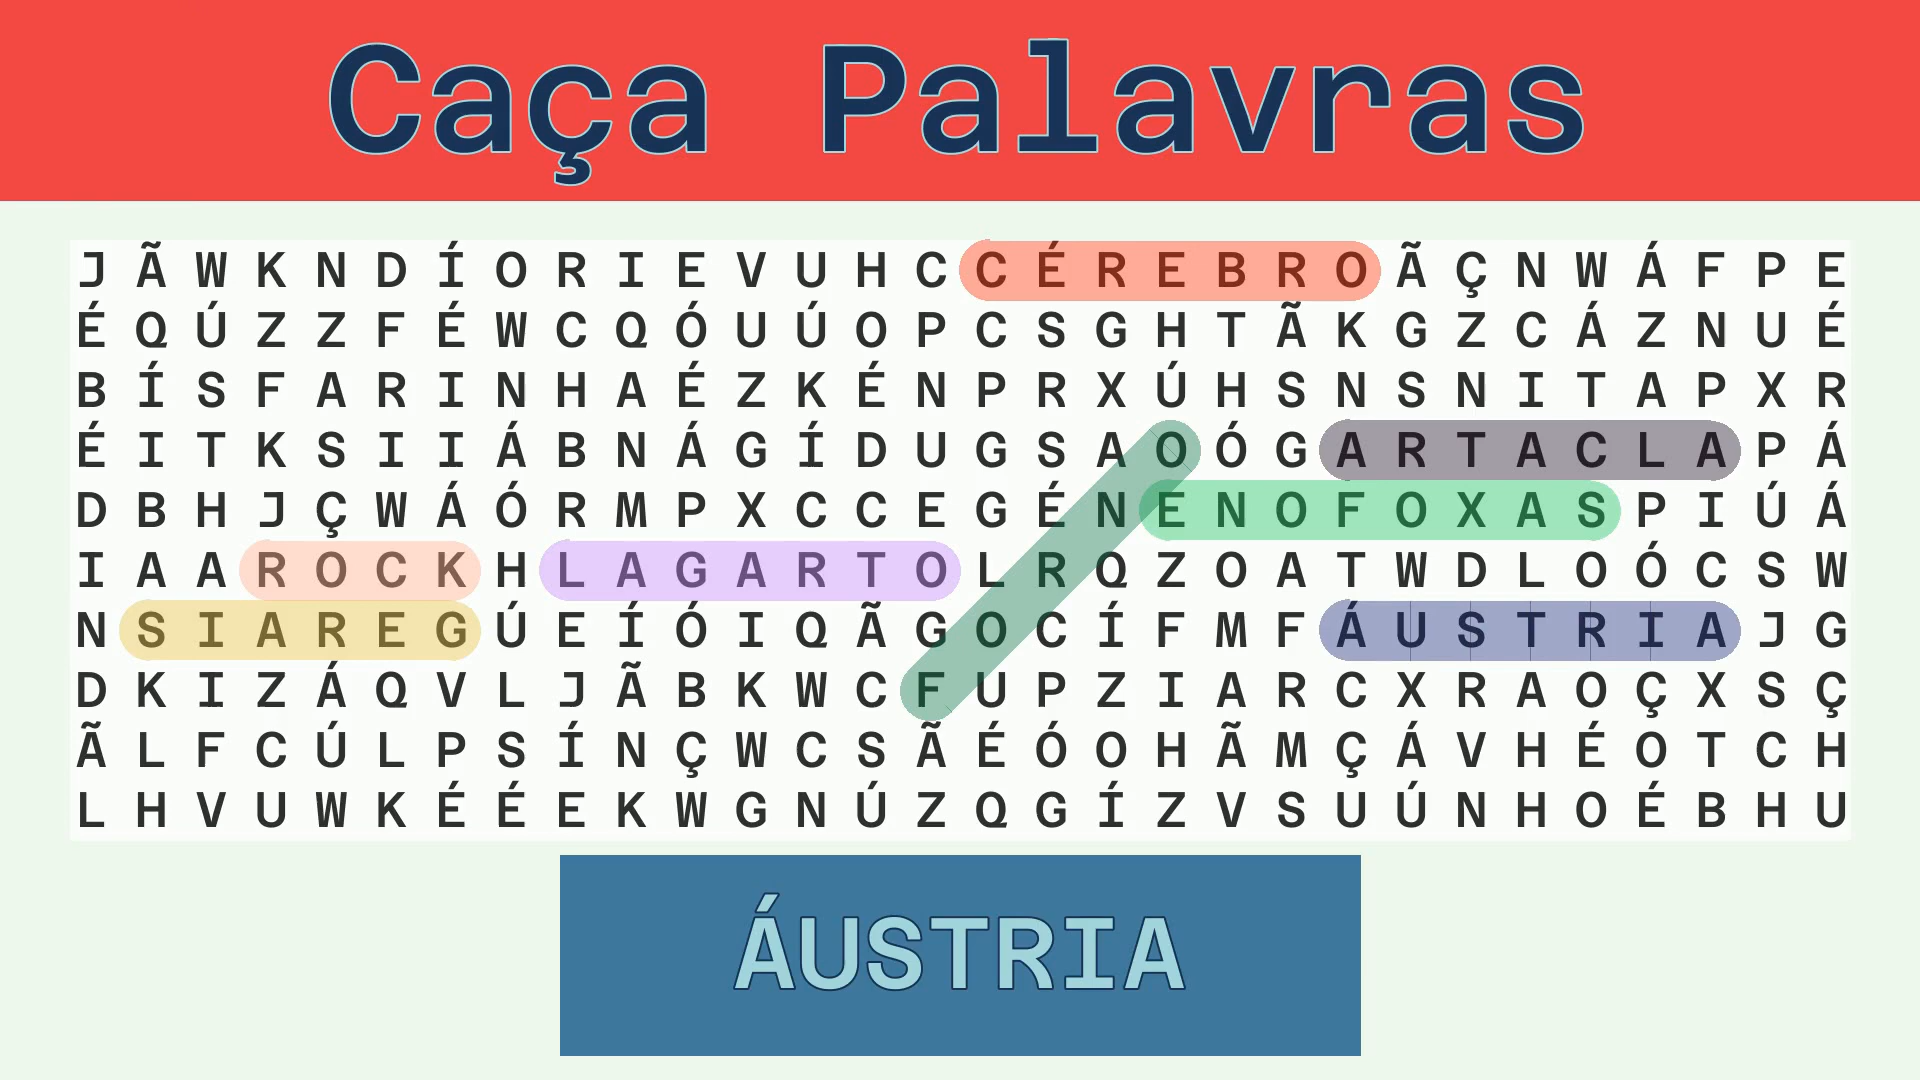 Caça Palavras
J Ã W K N D Í O R I E V U H C C É R E B R O Ã Ç N W Á F P E
É Q Ú Z Z F É W C Q Ó U Ú O P C S G H T Ã K G Z C Á Z N U É
B Í S F A R I N H A É Z K É N P R X Ú H S N S N I T A P X R
É I T K S I I Á B N Á G Í D U G S A O Ó G A R T A C L A P Á
D B H J Ç W Á Ó R M P X C C E G É N E N O F O X A S P I Ú Á
I A A R O C K H L A G A R T O L R Q Z O A T W D L O Ó C S W
N S I A R E G Ú E Í Ó I Q Ã G O C Í F M F Á U S T R I A J G
D K I Z Á Q V L J Ã B K W C F U P Z I A R C X R A O Ç X S Ç
Ã L F C Ú L P S Í N Ç W C S Ã É Ó O H Ã M Ç Á V H É O T C H
L H V U W K É É E K W G N Ú Z Q G Í Z V S U Ú N H O É B H U
ÁUSTRIA